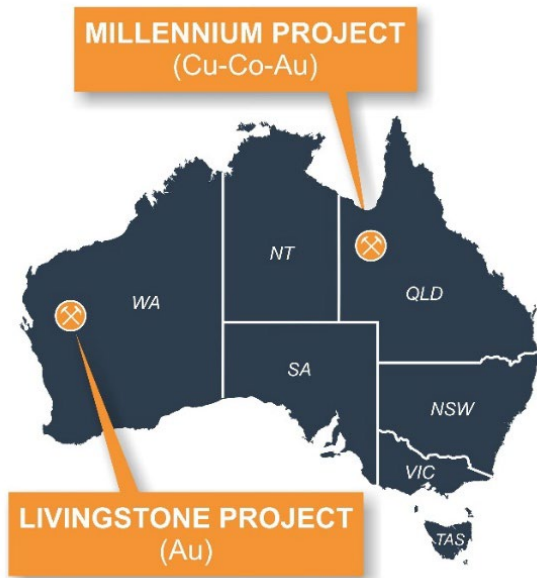 MILLENNIUM PROJECT
(Cu-Co-Au)
NT
WA
QLD
SA
NSW
VIC
TAS
LIVINGSTONE PROJECT
(Au)